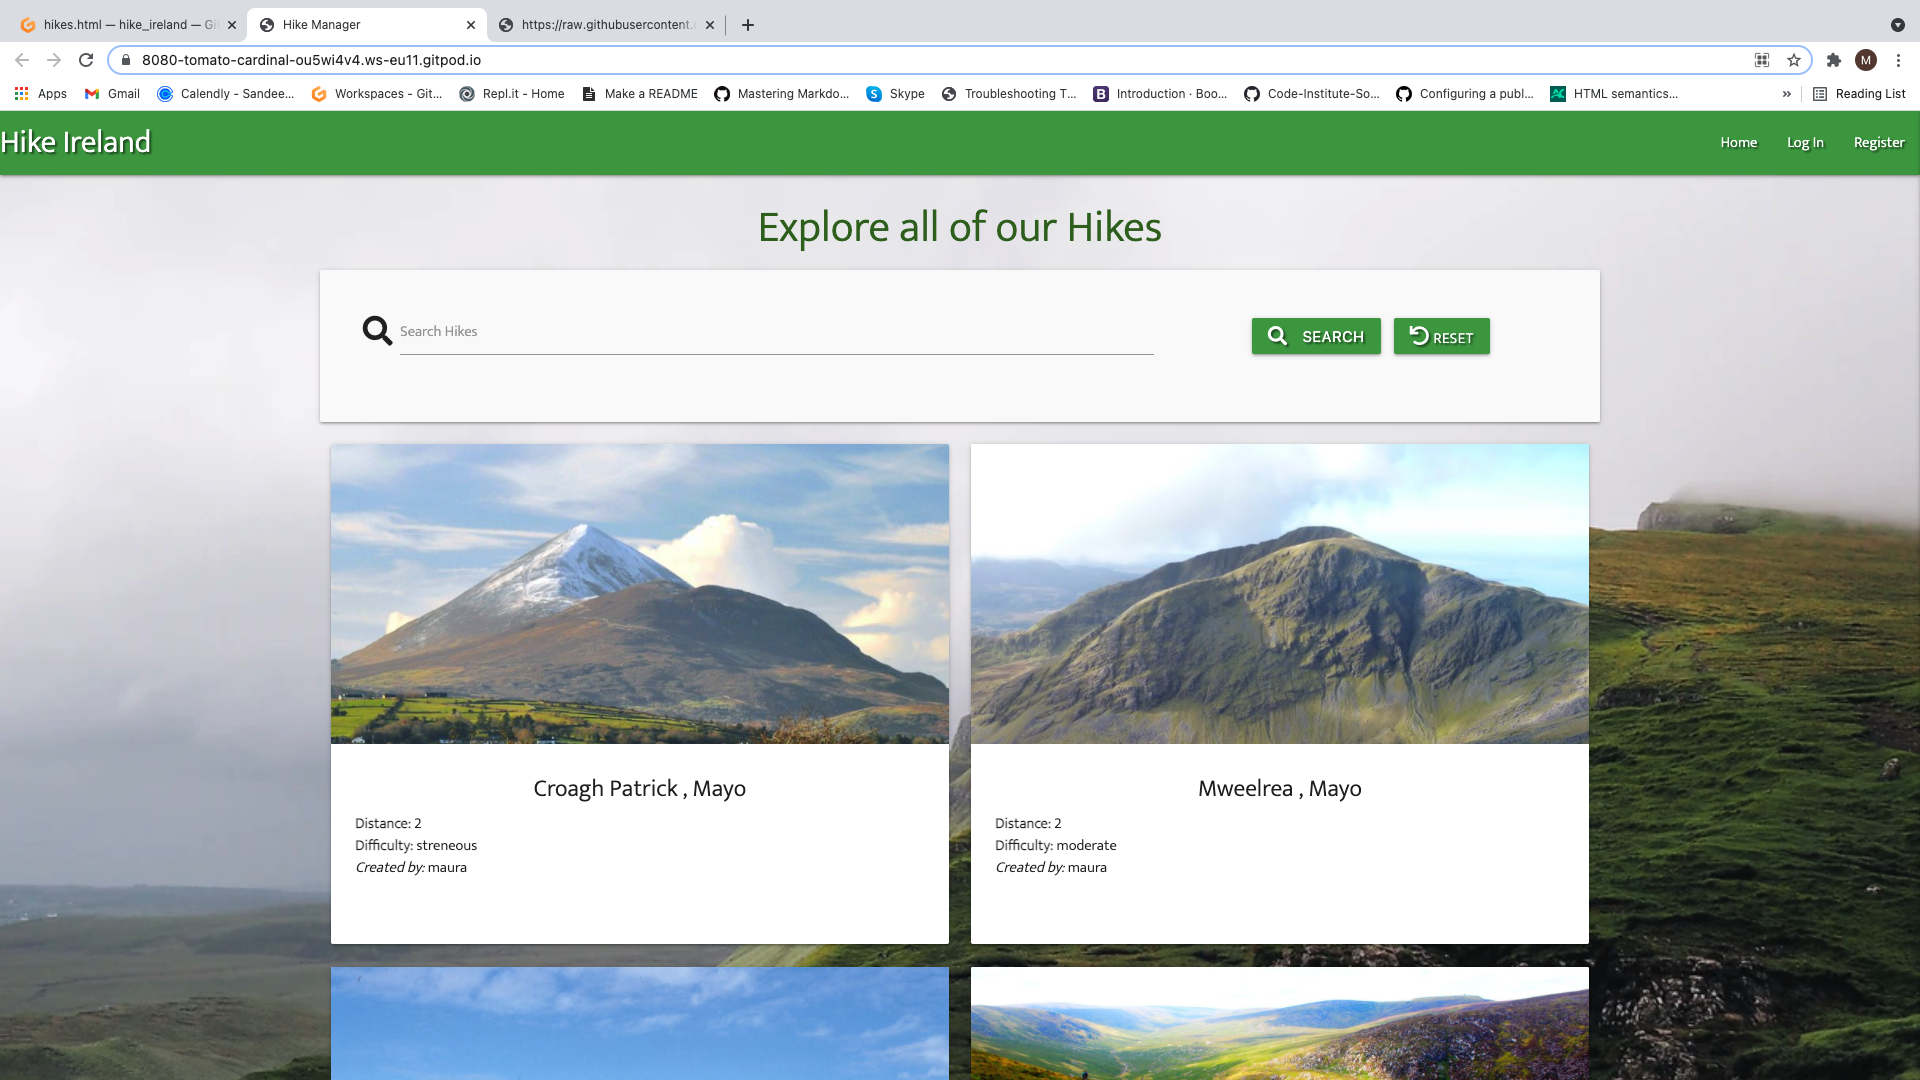 hikes.html — hike_ireland — Gi
Hike Manager
https://raw.githubusercontent.c
8080-tomato-cardinal-ou5wi4v4.ws-eu11.gitpod.io
M
Apps
Gmail
Calendly - Sandee...
Workspaces - Git...
Repl.it - Home
Make a README
Mastering Markdo...
Skype
Troubleshooting T...
Introduction · Boo...
Code-Institute-So...
Configuring a publ...
HTML semantics...
»
Reading List
Hike Ireland
Home
Log In
Register
Explore all of our Hikes
Search Hikes
SEARCH
RESET
Croagh Patrick , Mayo
Distance: 2
Difficulty: streneous
Created by: maura
Mweelrea , Mayo
Distance: 2
Difficulty: moderate
Created by: maura